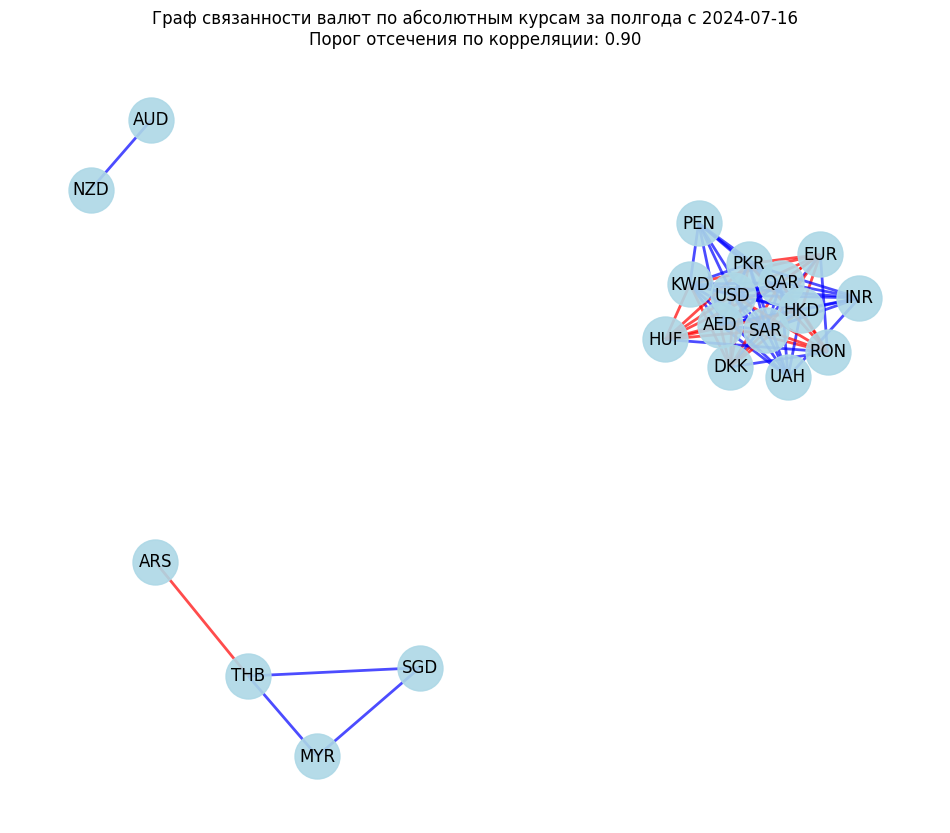 Граф связанности валют по абсолютным курсам за полгода с 2024-07-16
Порог отсечения по корреляции: 0.90
AUD
NZD
PEN
PKR
EUR
KWD
USD
QAR
INR
HKD
AED
SAR
HUF
RON
DKK
UAH
ARS
THB
SGD
MYR